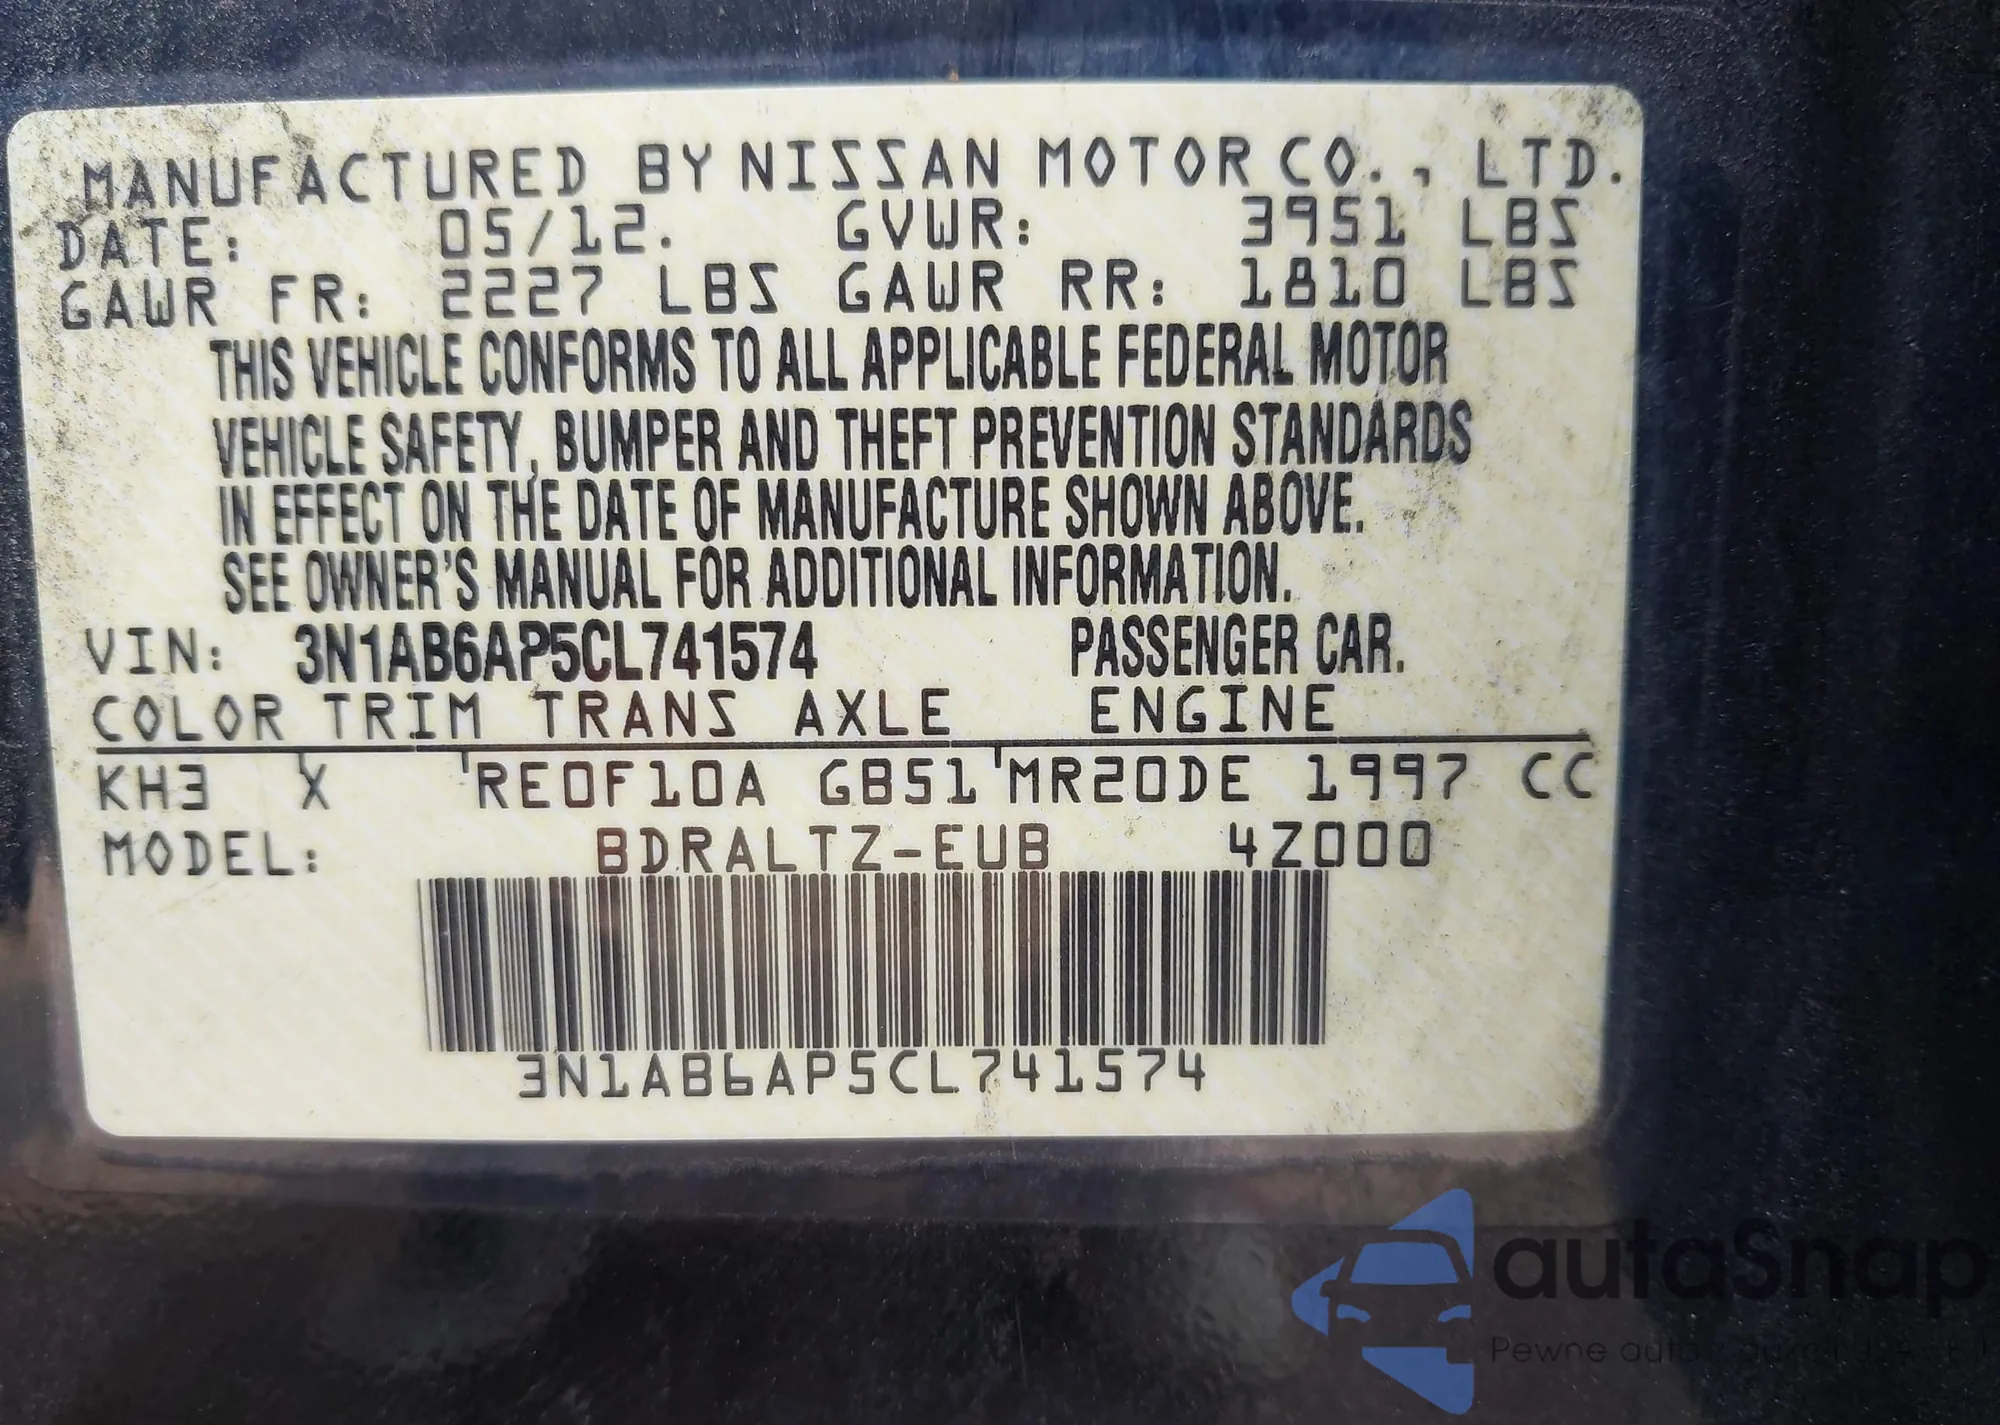 MANUFACTURED BY NISSAN MOTOR CO., LTD.
DATE: 05/12. GVWR: 3951 LBS
GAWR FR: 2227 LBS GAWR RR: 1810 LBS
THIS VEHICLE CONFORMS TO ALL APPLICABLE FEDERAL MOTOR
VEHICLE SAFETY, BUMPER AND THEFT PREVENTION STANDARDS
IN EFFECT ON THE DATE OF MANUFACTURE SHOWN ABOVE.
SEE OWNER'S MANUAL FOR ADDITIONAL INFORMATION.
VIN: 3N1AB6AP5CL741574 PASSENGER CAR.
COLOR TRIM TRANS AXLE ENGINE
KH3 X RE0F10A GB51 MR20DE 1997 CC
MODEL: BDRALTZ-EUB 4Z000
3N1AB6AP5CL741574
autaSnap
Pewne auta z